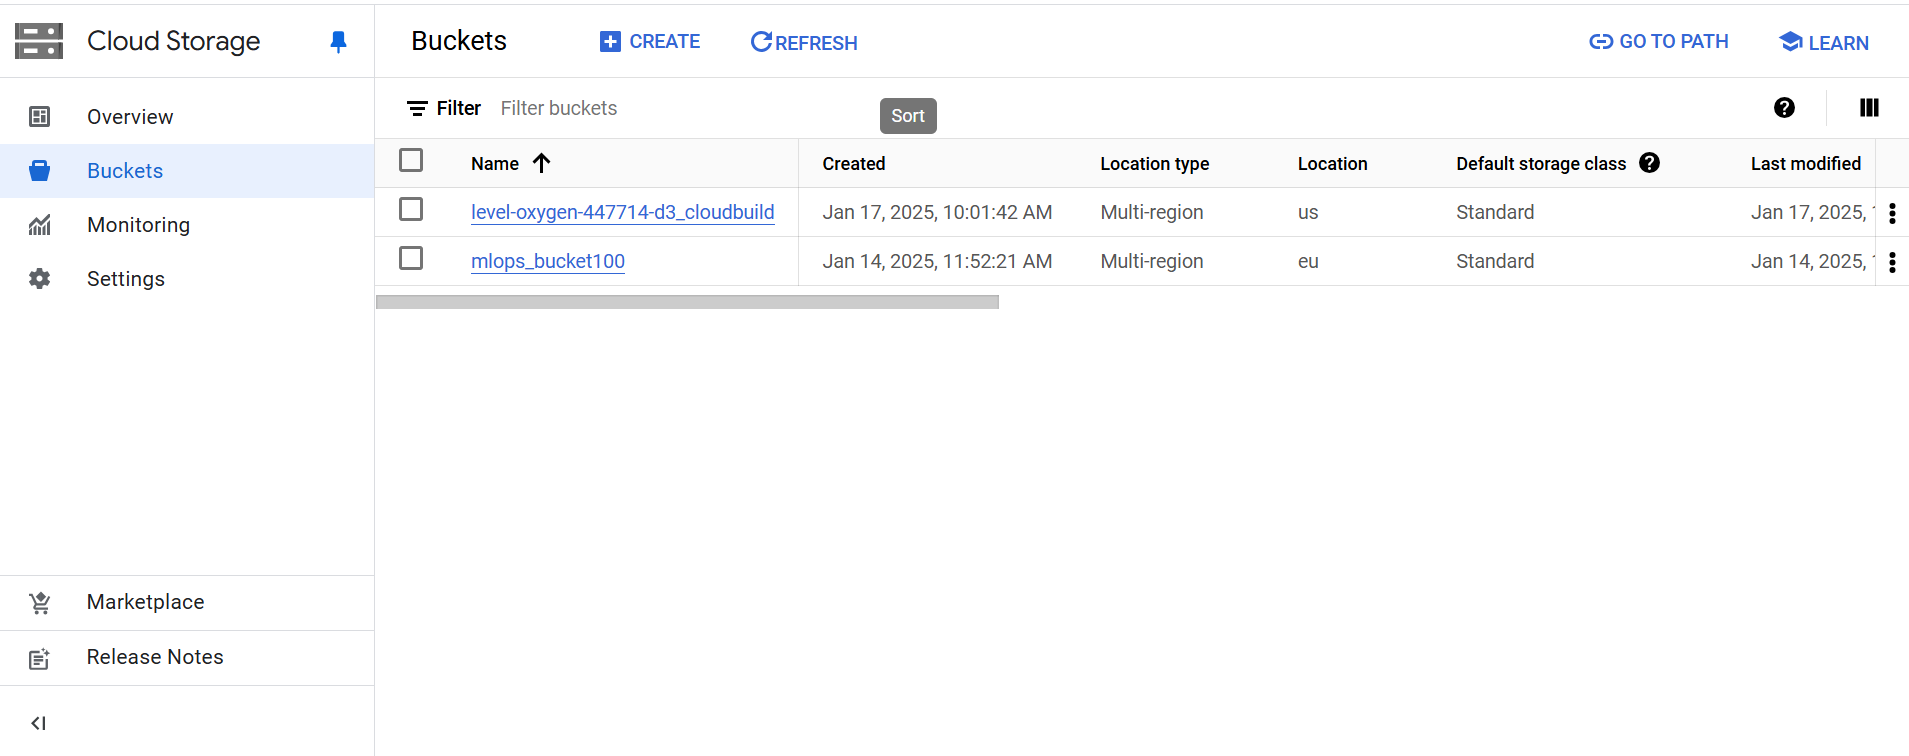 Cloud Storage
Buckets
CREATE
REFRESH
GO TO PATH
LEARN
Overview
Buckets
Monitoring
Settings
Marketplace
Release Notes
Filter Filter buckets
Sort
Name Created Location type Location Default storage class Last modified
level-oxygen-447714-d3_cloudbuild Jan 17, 2025, 10:01:42 AM Multi-region us Standard Jan 17, 2025,
mlops_bucket100 Jan 14, 2025, 11:52:21 AM Multi-region eu Standard Jan 14, 2025,